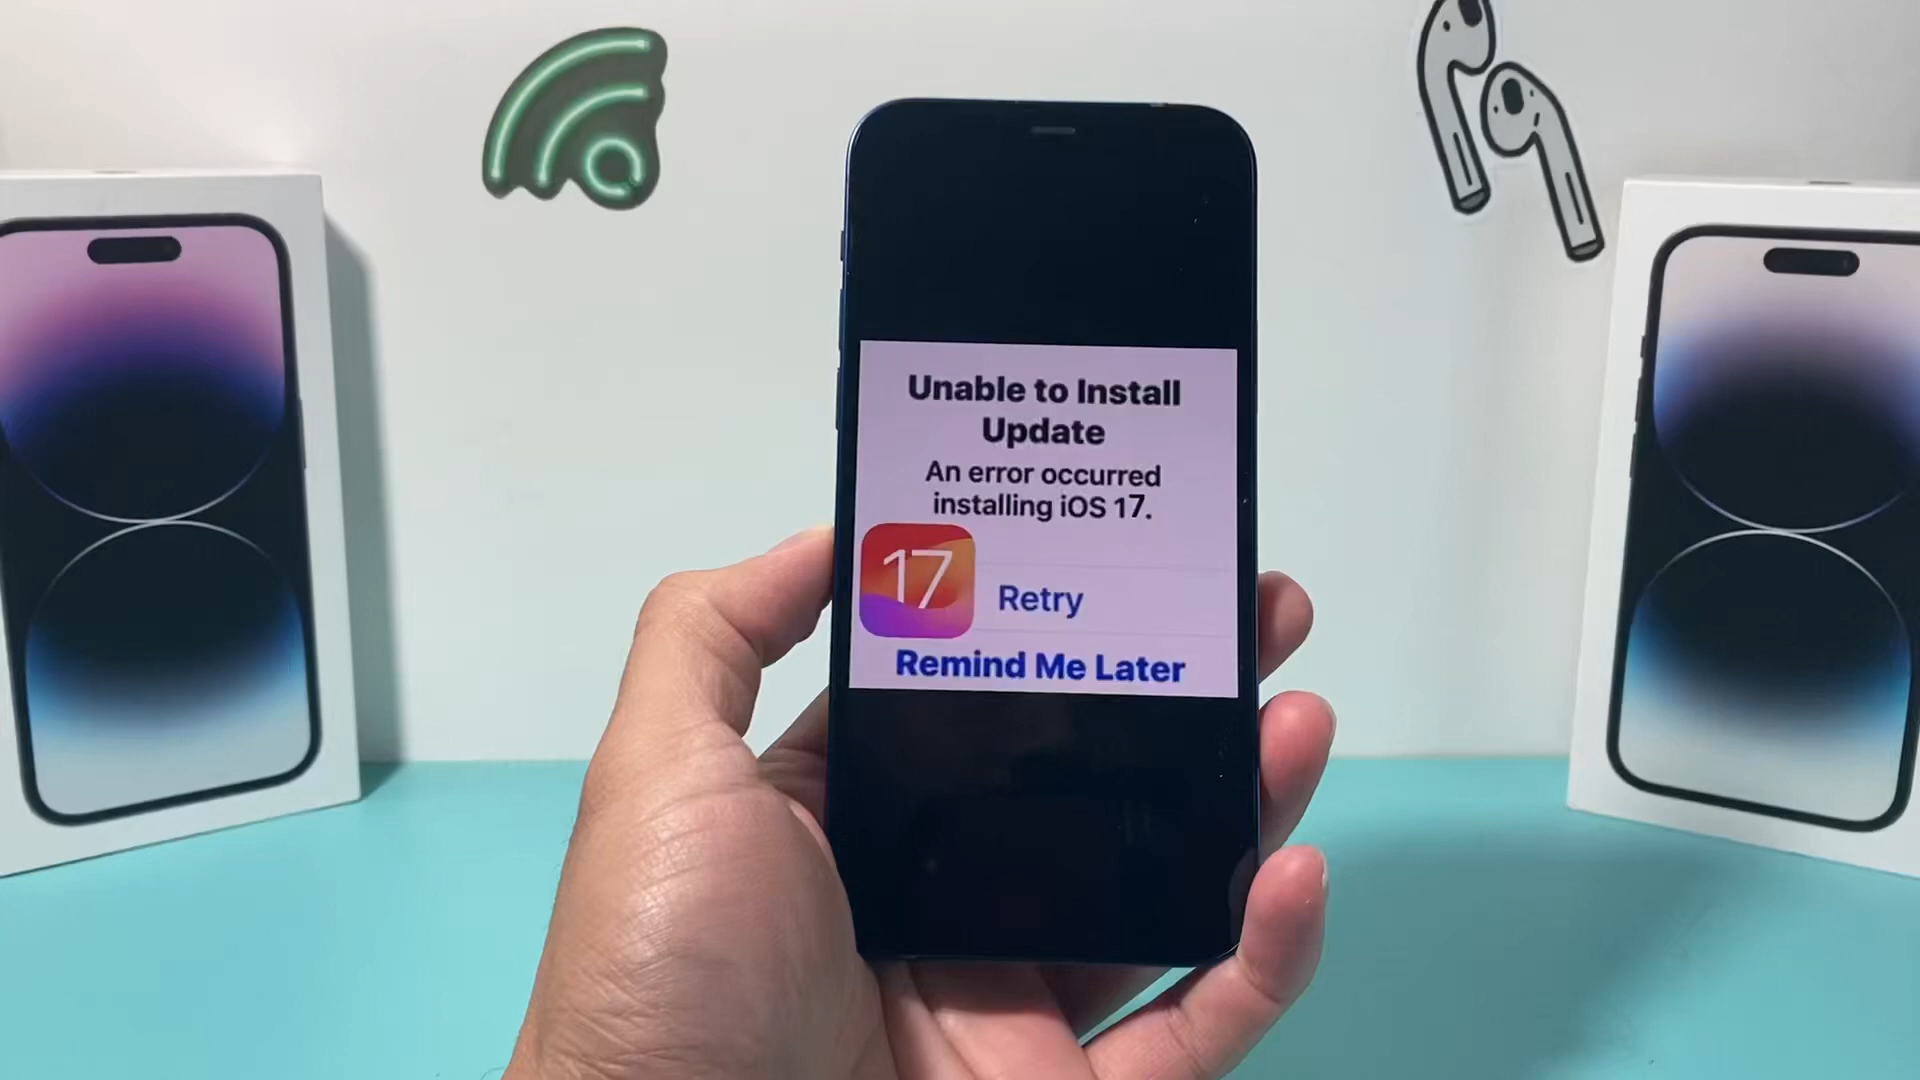 Unable to Install
Update
An error occurred
installing iOS 17.
17
Retry
Remind Me Later